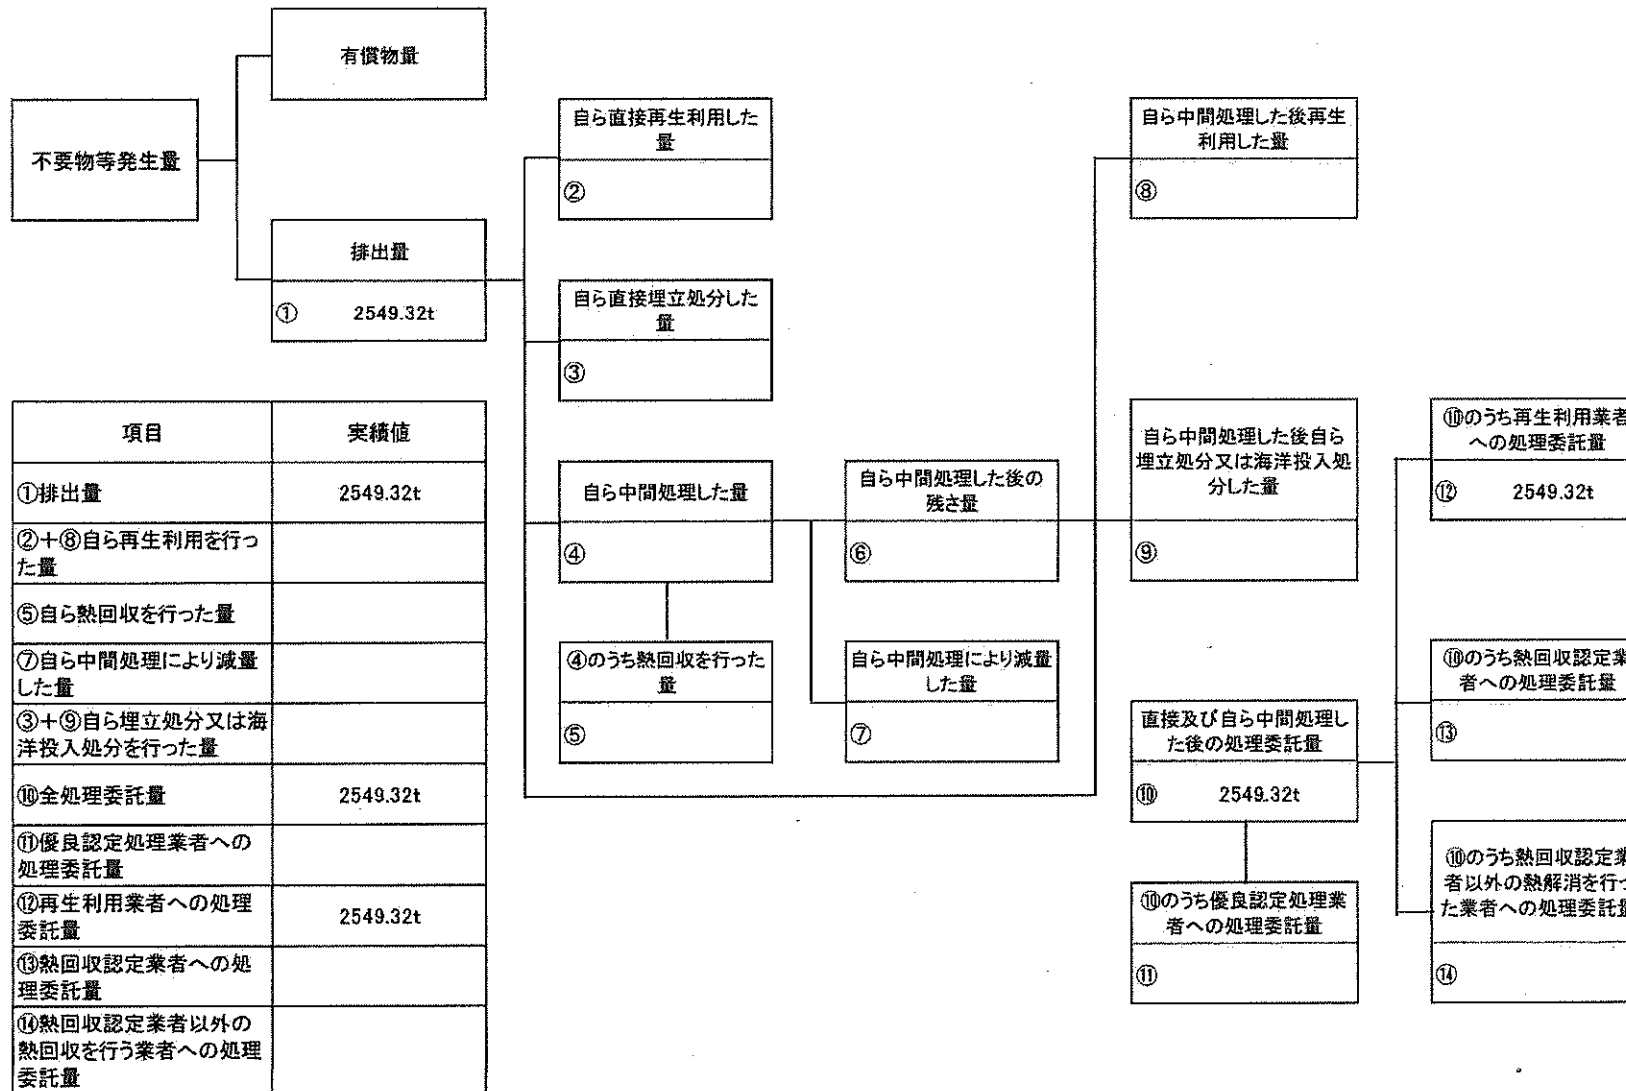 有償物量
不要物等発生量
排出量
① 2549.32t
自ら直接再生利用した
量
②
自ら直接埋立処分した
量
③
自ら中間処理した量
④
④のうち熱回収を行った
量
⑤
自ら中間処理した後の
残さ量
⑥
自ら中間処理により減量
した量
⑦
自ら中間処理した後再生
利用した量
⑧
自ら中間処理した後自ら
埋立処分又は海洋投入処
分した量
⑨
直接及び自ら中間処理し
た後の処理委託量
⑩ 2549.32t
⑩のうち優良認定処理業
者への処理委託量
⑪
⑩のうち再生利用業者
への処理委託量
⑫ 2549.32t
⑩のうち熱回収認定業
者への処理委託量
⑬
⑩のうち熱回収認定業
者以外の熱解消を行っ
た業者への処理委託量
⑭
項目 実績値
①排出量 2549.32t
②+⑧自ら再生利用を行っ
た量
⑤自ら熱回収を行った量
⑦自ら中間処理により減量
した量
③+⑨自ら埋立処分又は海
洋投入処分を行った量
⑩全処理委託量 2549.32t
⑪優良認定処理業者への
処理委託量
⑫再生利用業者への処理
委託量 2549.32t
⑬熱回収認定業者への処
理委託量
⑭熱回収認定業者以外の
熱回収を行う業者への処理
委託量